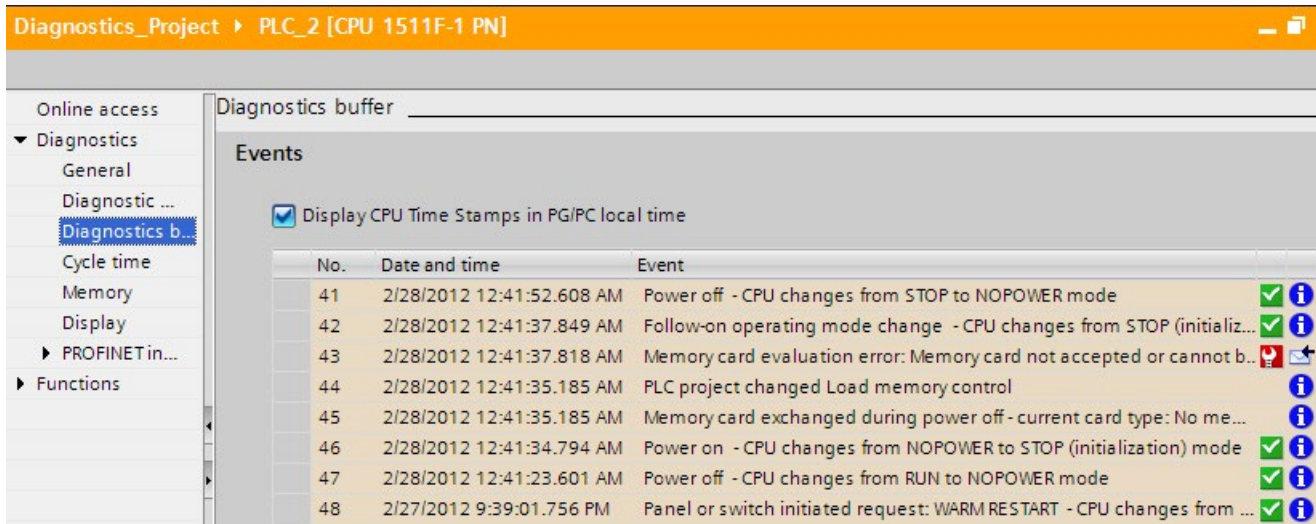 Diagnostics_Project ▸ PLC_2 [CPU 1511F-1 PN]
Online access
Diagnostics
General
Diagnostic ...
Diagnostics b...
Cycle time
Memory
Display
PROFINET in...
Functions
Diagnostics buffer
Events
Display CPU Time Stamps in PG/PC local time
No. Date and time Event
41 2/28/2012 12:41:52.608 AM Power off - CPU changes from STOP to NOPOWER mode
42 2/28/2012 12:41:37.849 AM Follow-on operating mode change - CPU changes from STOP (initializ...
43 2/28/2012 12:41:37.818 AM Memory card evaluation error: Memory card not accepted or cannot b...
44 2/28/2012 12:41:35.185 AM PLC project changed Load memory control
45 2/28/2012 12:41:35.185 AM Memory card exchanged during power off - current card type: No me...
46 2/28/2012 12:41:34.794 AM Power on - CPU changes from NOPOWER to STOP (initialization) mode
47 2/28/2012 12:41:23.601 AM Power off - CPU changes from RUN to NOPOWER mode
48 2/27/2012 9:39:01.756 PM Panel or switch initiated request: WARM RESTART - CPU changes from ...